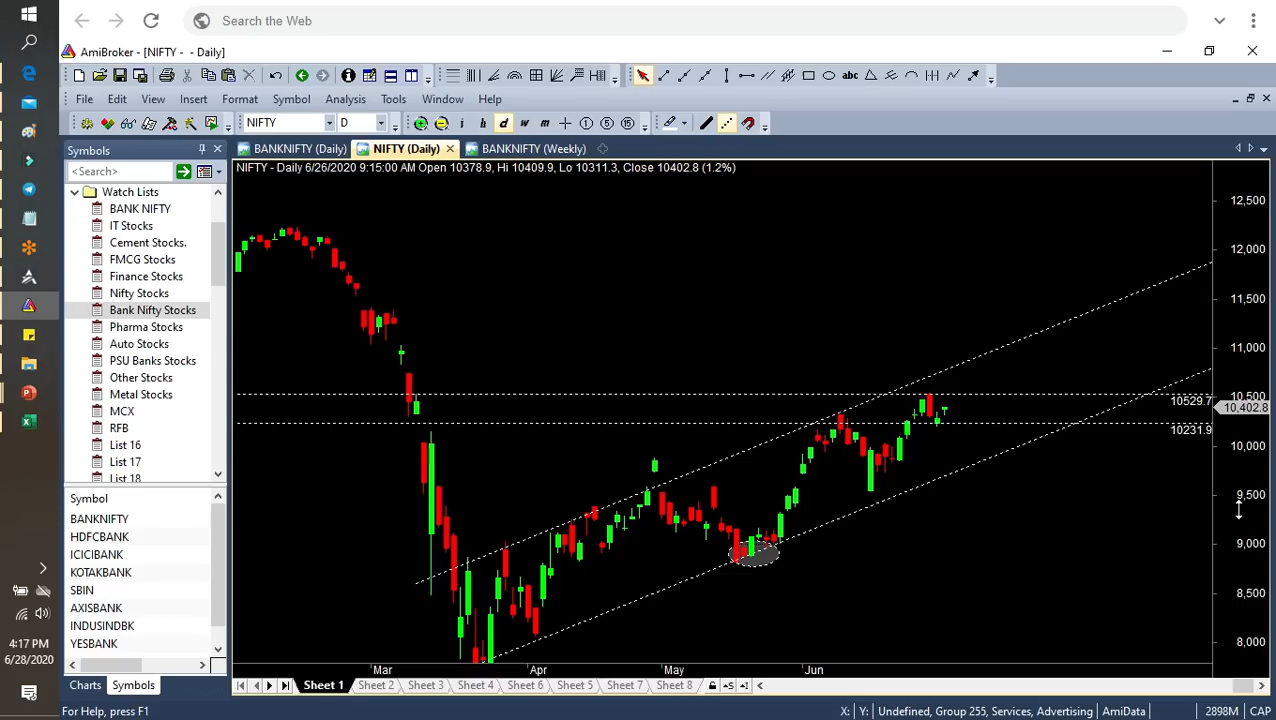 Search the Web
AmiBroker - [NIFTY - - Daily]
abc
File Edit View Insert Format Symbol Analysis Tools Window Help
NIFTY D i h d w m 1 5 15
Symbols
BANKNIFTY (Daily) NIFTY (Daily) BANKNIFTY (Weekly)
<Search>
NIFTY - Daily 6/26/2020 9:15:00 AM Open 10378.9, Hi 10409.9, Lo 10311.3, Close 10402.8 (1.2%)
Watch Lists
BANK NIFTY
IT Stocks
Cement Stocks.
FMCG Stocks
Finance Stocks
Nifty Stocks
Bank Nifty Stocks
Pharma Stocks
Auto Stocks
PSU Banks Stocks
Other Stocks
Metal Stocks
MCX
RFB
List 16
List 17
List 18
Symbol
BANKNIFTY
HDFCBANK
ICICIBANK
KOTAKBANK
SBIN
AXISBANK
INDUSINDBK
YESBANK
12,500
12,000
11,500
11,000
10,500
10529.7
10,402.8
10231.9
10,000
9,500
9,000
8,500
8,000
Mar Apr May Jun
Charts Symbols
Sheet 1 Sheet 2 Sheet 3 Sheet 4 Sheet 5 Sheet 6 Sheet 7 Sheet 8
4:17 PM
6/28/2020
For Help, press F1
X: Y: Undefined, Group 255, Services, Advertising AmiData 2898M CAP